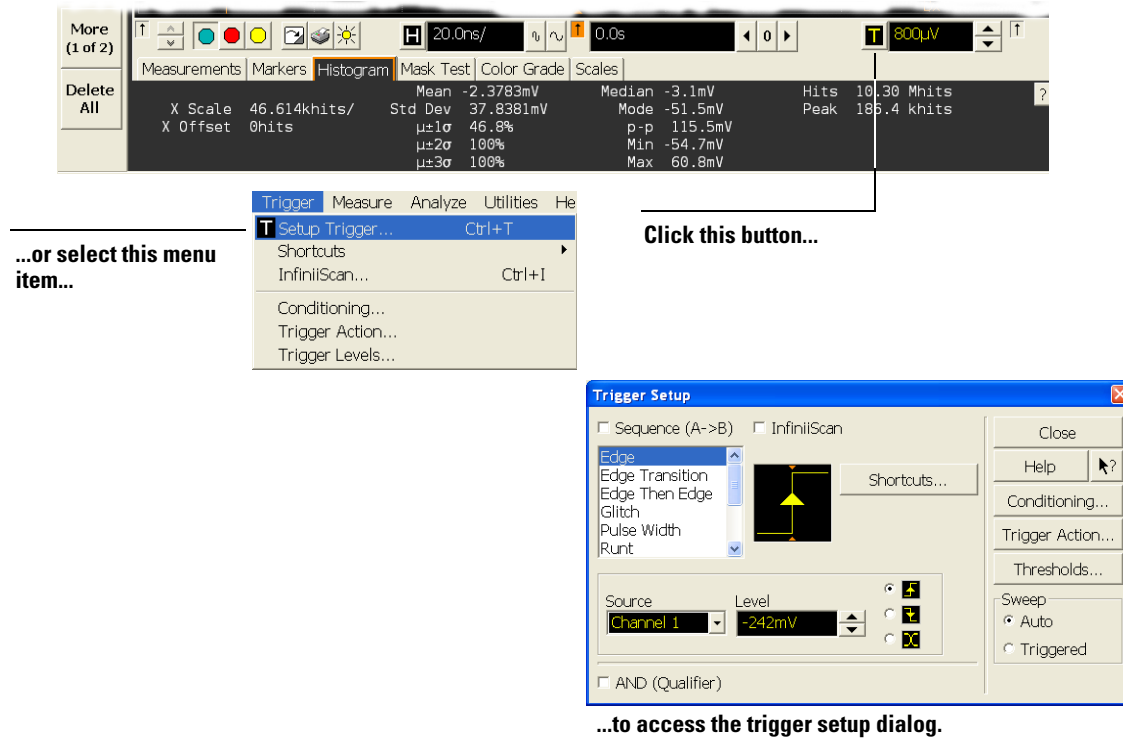 More
(1 of 2)
Delete
All
H 20.0ns/ 0.0s 0 T 800µV
Measurements Markers Histogram Mask Test Color Grade Scales
Mean -2.3783mV Median -3.1mV Hits 10.30 Mhits ?
X Scale 46.614khits/ Std Dev 37.8381mV Mode -51.5mV Peak 186.4 khits
X Offset 0hits µ±1σ 46.8% p-p 115.5mV
µ±2σ 100% Min -54.7mV
µ±3σ 100% Max 60.8mV
Trigger Measure Analyze Utilities He
T Setup Trigger... Ctrl+T
Shortcuts
InfiniiScan... Ctrl+I
Conditioning...
Trigger Action...
Trigger Levels...
...or select this menu
item...
Click this button...
Trigger Setup
Sequence (A->B) InfiniiScan
Edge
Edge Transition
Edge Then Edge
Glitch
Pulse Width
Runt
Shortcuts...
Source Level
Channel 1 -242mV
AND (Qualifier)
Close
Help ?
Conditioning...
Trigger Action...
Thresholds...
Sweep
Auto
Triggered
...to access the trigger setup dialog.